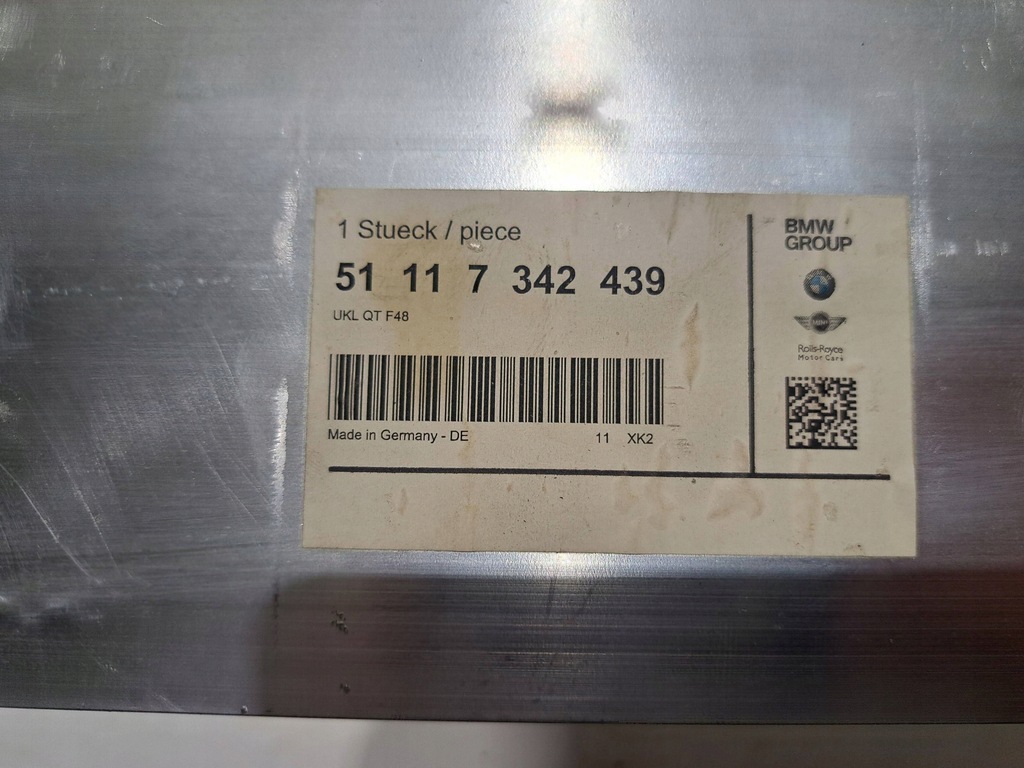 1 Stueck / piece
51 11 7 342 439
UKL QT F48
Made in Germany - DE 11 XK2
BMW
GROUP
MINI
Rolls-Royce
Motor Cars